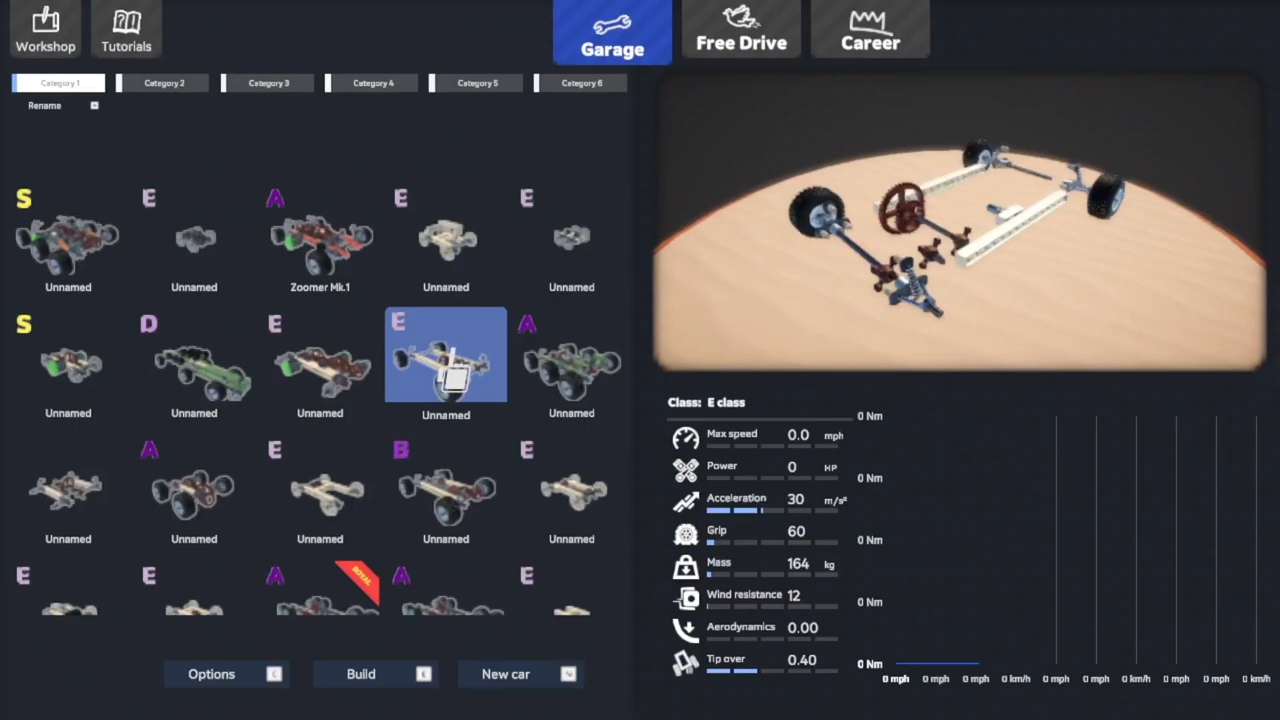 Workshop
Tutorials
Garage
Free Drive
Career
Category 1
Category 2
Category 3
Category 4
Category 5
Category 6
Rename
S
E
A
E
E
Unnamed
Unnamed
Zoomer Mk.1
Unnamed
Unnamed
S
D
E
E
A
Unnamed
Unnamed
Unnamed
Unnamed
Unnamed
A
E
B
E
Unnamed
Unnamed
Unnamed
Unnamed
Unnamed
E
E
A
ROYAL
A
E
Options
Build
New car
Class: E class
Max speed 0.0 mph
Power 0 HP
Acceleration 30 m/s²
Grip 60
Mass 164 kg
Wind resistance 12
Aerodynamics 0.00
Tip over 0.40
0 Nm
0 Nm
0 Nm
0 Nm
0 Nm
0 mph 0 mph 0 mph 0 km/h 0 mph 0 mph 0 km/h 0 mph 0 mph 0 km/h